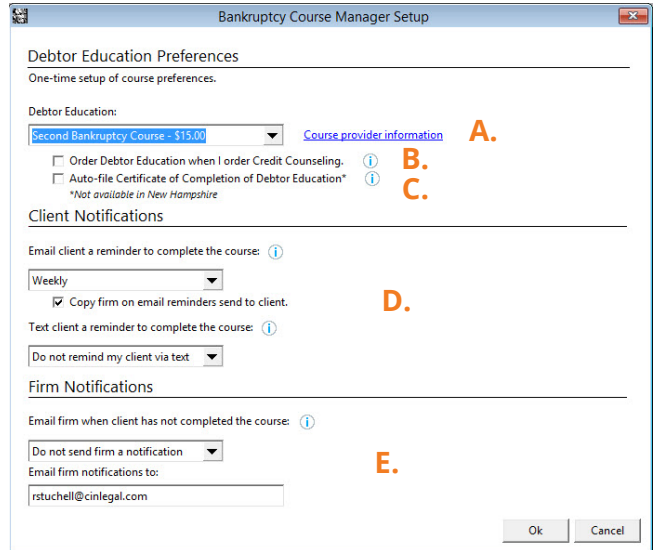 Bankruptcy Course Manager Setup
Debtor Education Preferences
One-time setup of course preferences.
Debtor Education:
Second Bankruptcy Course - $15.00
Course provider information
A.
Order Debtor Education when I order Credit Counseling.
B.
Auto-file Certificate of Completion of Debtor Education*
C.
*Not available in New Hampshire
Client Notifications
Email client a reminder to complete the course:
Weekly
Copy firm on email reminders send to client.
D.
Text client a reminder to complete the course:
Do not remind my client via text
Firm Notifications
Email firm when client has not completed the course:
Do not send firm a notification
E.
Email firm notifications to:
rstuchell@cinlegal.com
Ok Cancel